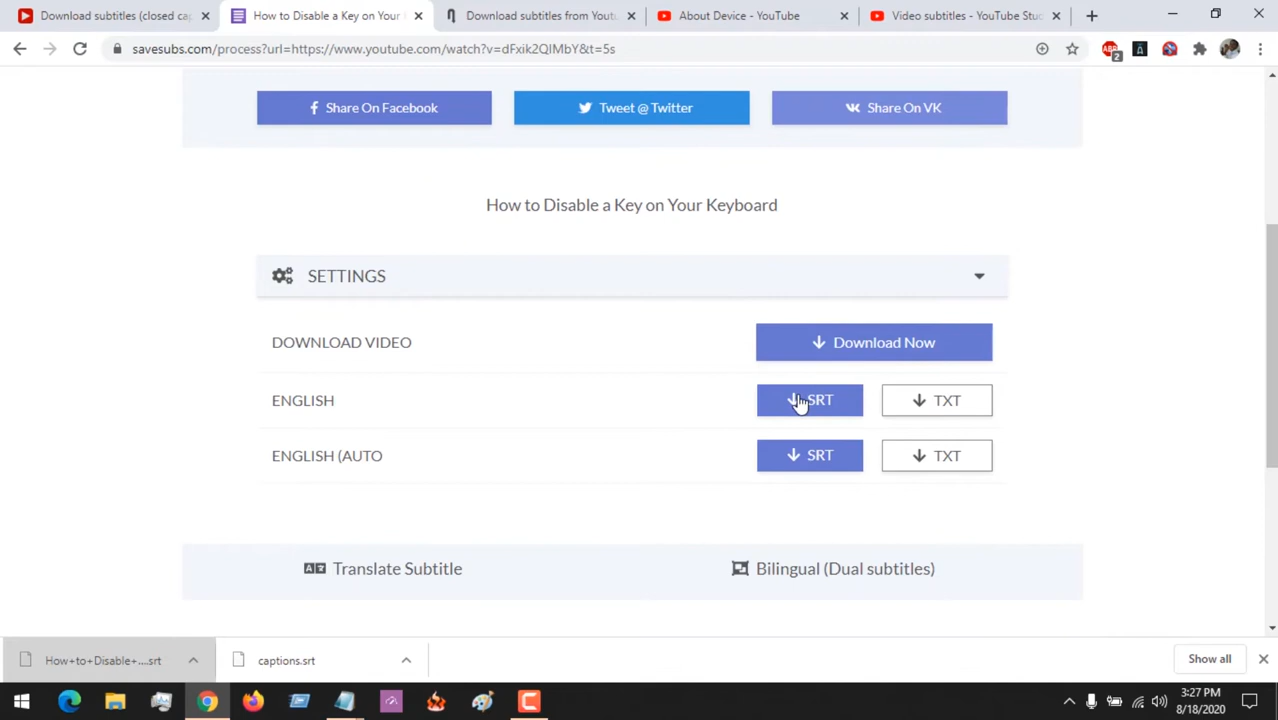 Download subtitles (closed ca
How to Disable a Key on Your
Download subtitles from Yout
About Device - YouTube
Video subtitles - YouTube Stu
savesubs.com/process?url=https://www.youtube.com/watch?v=dFxik2QIMbY&t=5s
ABP
2
Share On Facebook
Tweet @ Twitter
Share On VK
How to Disable a Key on Your Keyboard
SETTINGS
DOWNLOAD VIDEO
Download Now
ENGLISH
SRT
TXT
ENGLISH (AUTO
SRT
TXT
Translate Subtitle
Bilingual (Dual subtitles)
How+to+Disable+....srt
captions.srt
Show all
3:27 PM
8/18/2020